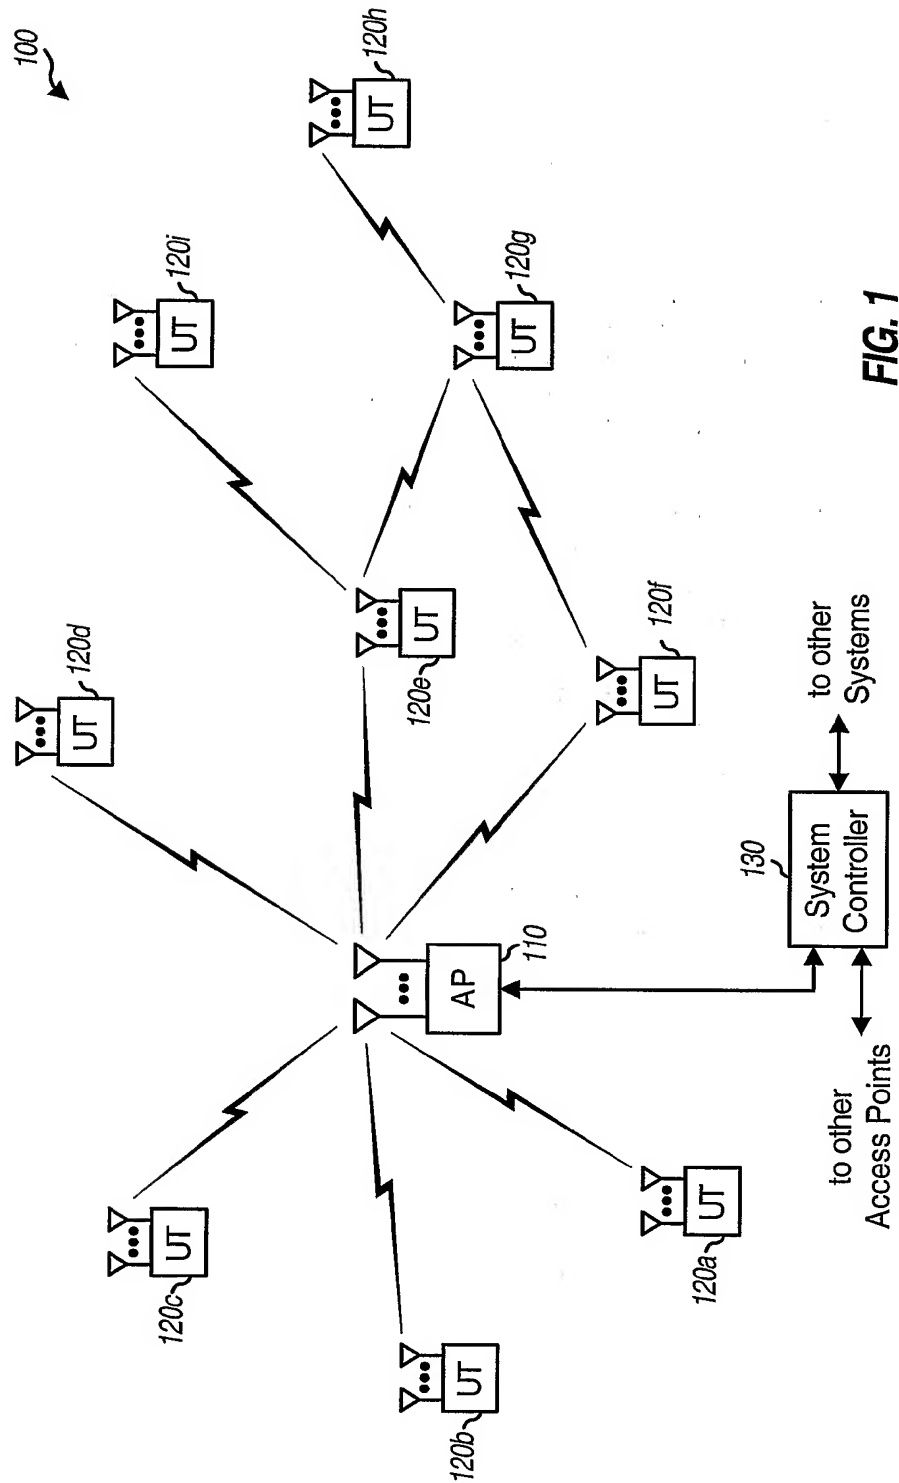 100
120h
UT
120i
UT
120g
UT
120d
UT
120e
UT
120f
UT
110
AP
120c
UT
120b
UT
120a
UT
130
System
Controller
to other
Systems
to other
Access Points
FIG. 1